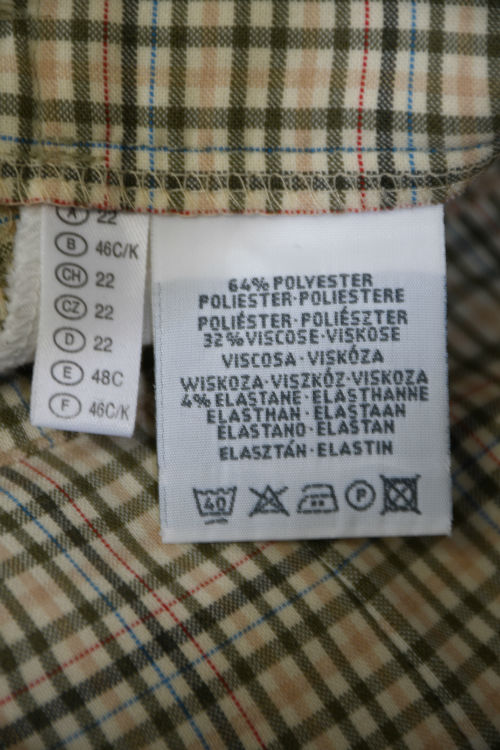 A 22
B 46C/K
CH 22
CZ 22
D 22
E 48C
F 46C/K
64% POLYESTER
POLIESTER·POLIESTERE
POLIÉSTER·POLIÉSZTER
32% VISCOSE·VISKOSE
VISCOSA·VISKÓZA
WISKOZA·VISZKÓZ·VISKOZA
4% ELASTANE·ELASTHANNE
ELASTHAN·ELASTAAN
ELASTANO·ELASTAN
ELASZTÁN·ELASTIN
40 P